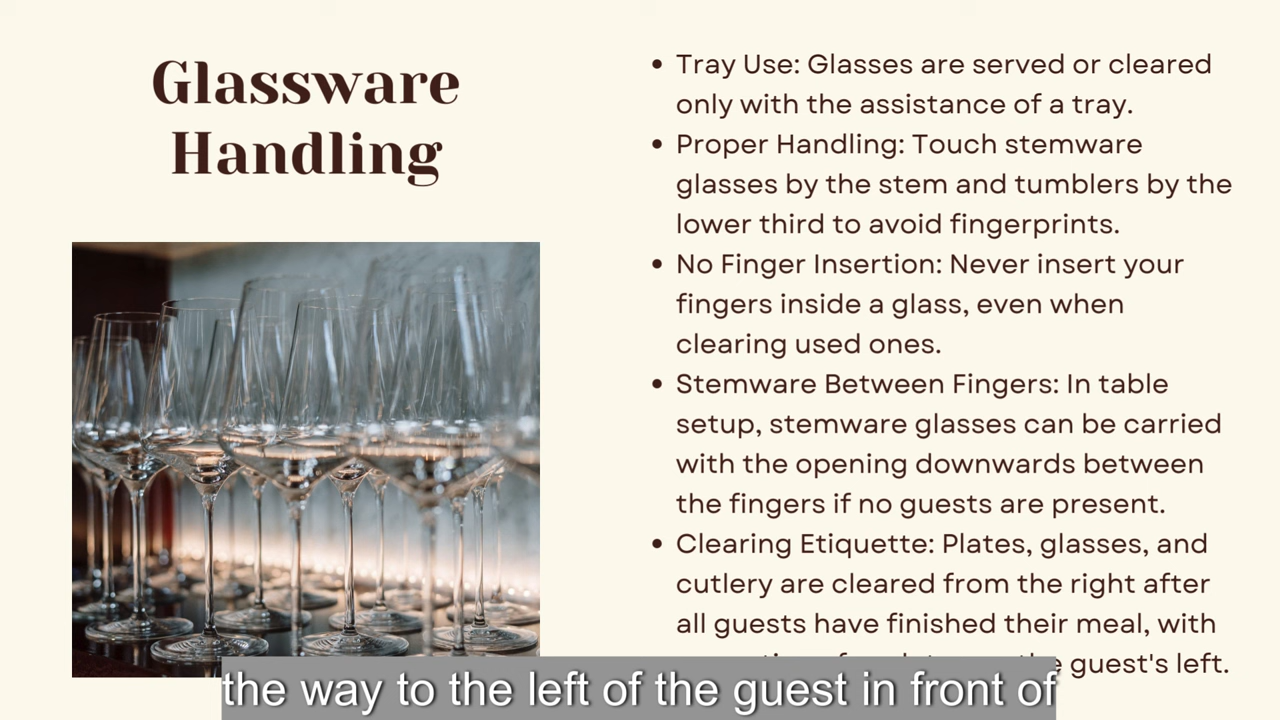 Glassware
Handling
• Tray Use: Glasses are served or cleared
only with the assistance of a tray.
• Proper Handling: Touch stemware
glasses by the stem and tumblers by the
lower third to avoid fingerprints.
• No Finger Insertion: Never insert your
fingers inside a glass, even when
clearing used ones.
• Stemware Between Fingers: In table
setup, stemware glasses can be carried
with the opening downwards between
the fingers if no guests are present.
• Clearing Etiquette: Plates, glasses, and
cutlery are cleared from the right after
all guests have finished their meal, with
guest's left.
the way to the left of the guest in front of